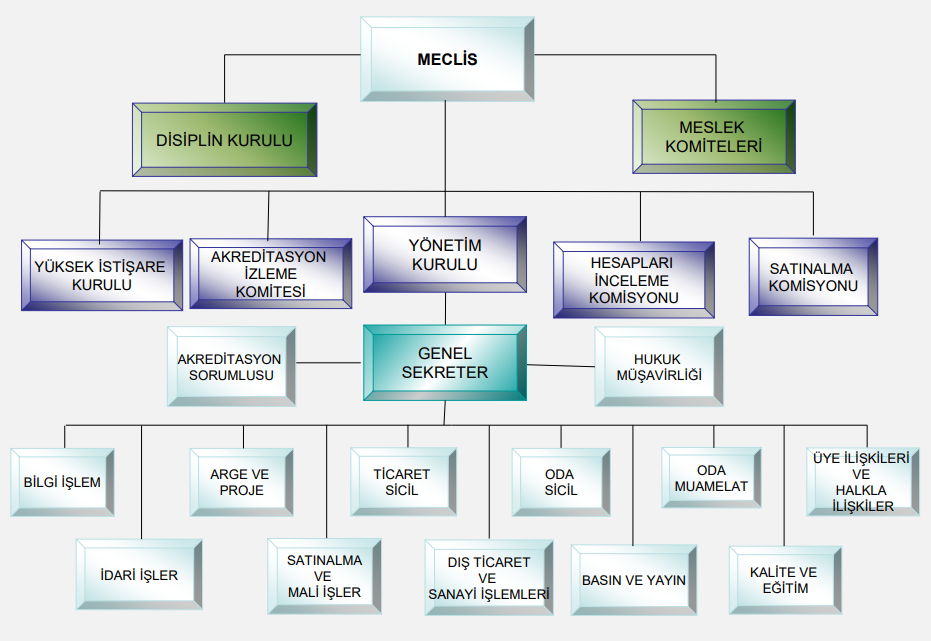 MECLİS
DİSİPLİN KURULU
MESLEK
KOMİTELERİ
YÜKSEK İSTİŞARE
KURULU
AKREDİTASYON
İZLEME
KOMİTESİ
YÖNETİM
KURULU
HESAPLARI
İNCELEME
KOMİSYONU
SATINALMA
KOMİSYONU
AKREDİTASYON
SORUMLUSU
GENEL
SEKRETER
HUKUK
MÜŞAVİRLİĞİ
BİLGİ İŞLEM
ARGE VE
PROJE
TİCARET
SİCİL
ODA
SİCİL
ODA
MUAMELAT
ÜYE İLİŞKİLERİ
VE
HALKLA
İLİŞKİLER
İDARİ İŞLER
SATINALMA
VE
MALİ İŞLER
DIŞ TİCARET
VE
SANAYİ İŞLEMLERİ
BASIN VE YAYIN
KALİTE VE
EĞİTİM